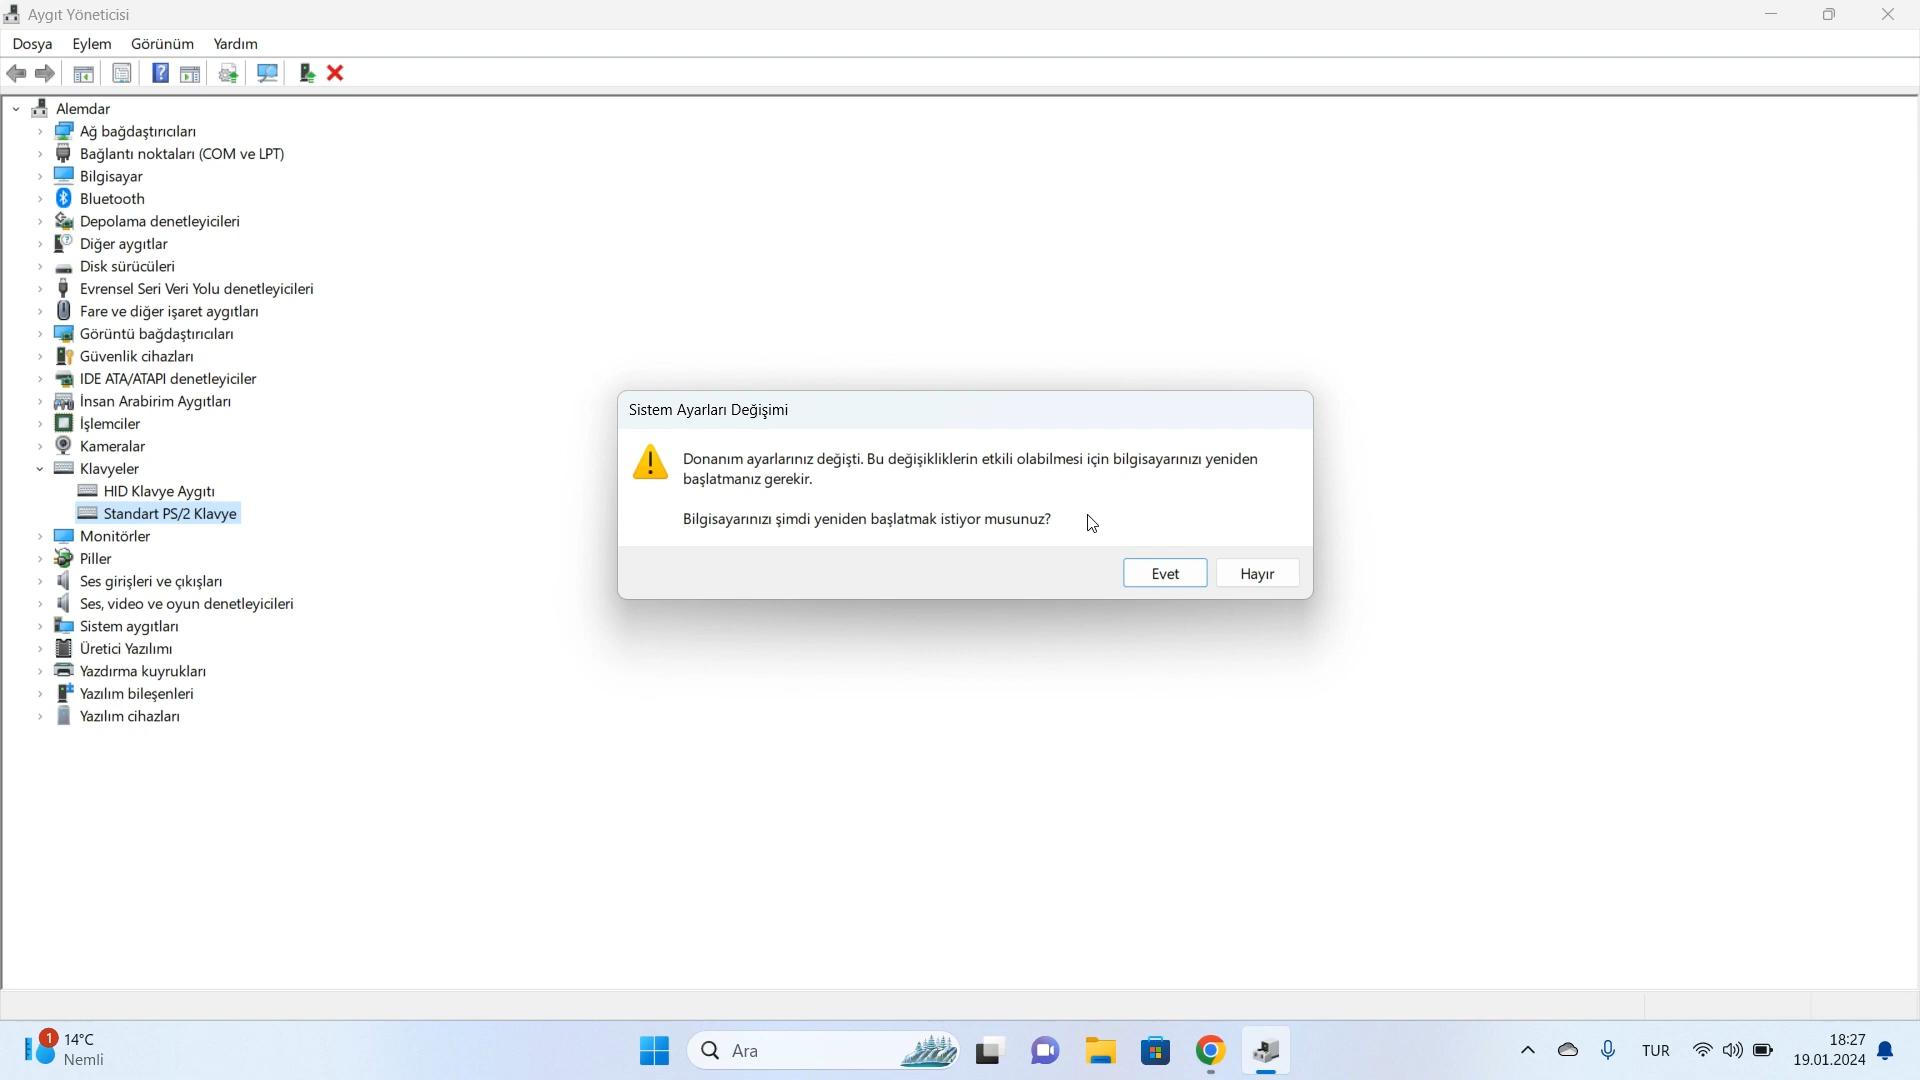 Aygıt Yöneticisi
Dosya Eylem Görünüm Yardım
Alemdar
Ağ bağdaştırıcıları
Bağlantı noktaları (COM ve LPT)
Bilgisayar
Bluetooth
Depolama denetleyicileri
Diğer aygıtlar
Disk sürücüleri
Evrensel Seri Veri Yolu denetleyicileri
Fare ve diğer işaret aygıtları
Görüntü bağdaştırıcıları
Güvenlik cihazları
IDE ATA/ATAPI denetleyiciler
İnsan Arabirim Aygıtları
İşlemciler
Kameralar
Klavyeler
HID Klavye Aygıtı
Standart PS/2 Klavye
Monitörler
Piller
Ses girişleri ve çıkışları
Ses, video ve oyun denetleyicileri
Sistem aygıtları
Üretici Yazılımı
Yazdırma kuyrukları
Yazılım bileşenleri
Yazılım cihazları
Sistem Ayarları Değişimi
Donanım ayarlarınız değişti. Bu değişikliklerin etkili olabilmesi için bilgisayarınızı yeniden
başlatmanız gerekir.
Bilgisayarınızı şimdi yeniden başlatmak istiyor musunuz?
Evet Hayır
1 14°C
Nemli
Ara
TUR
18:27
19.01.2024